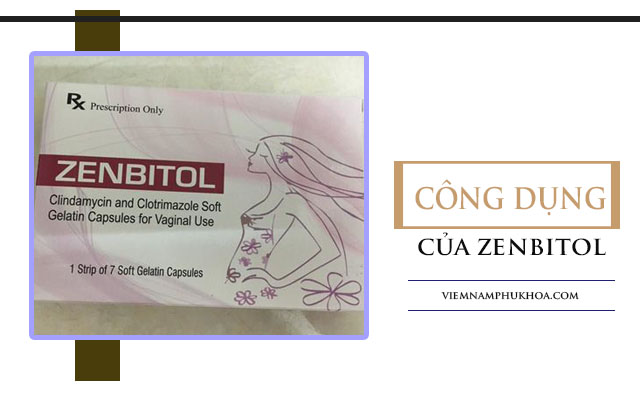 Rx Prescription Only
ZENBITOL
Clindamycin and Clotrimazole Soft
Gelatin Capsules for Vaginal Use
1 Strip of 7 Soft Gelatin Capsules
CÔNG DỤNG
CỦA ZENBITOL
VIEMNAMPHUKHOA.COM